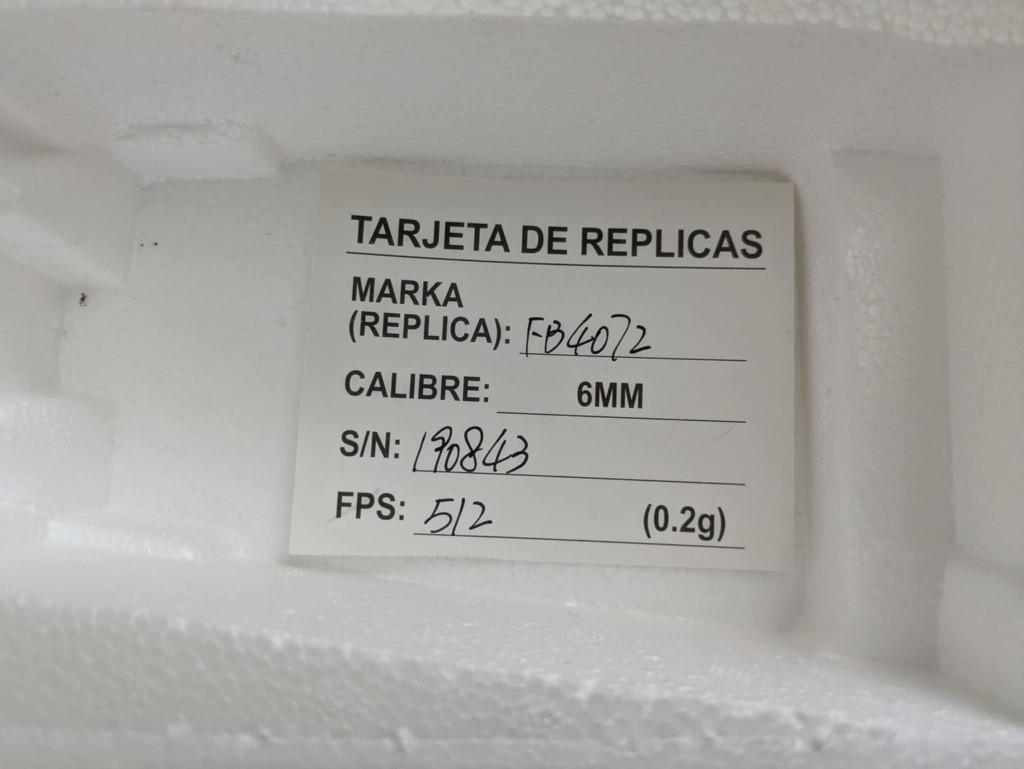 TARJETA DE REPLICAS
MARKA
(REPLICA): FB4072
CALIBRE: 6MM
S/N: 190843
FPS: 512 (0.2g)